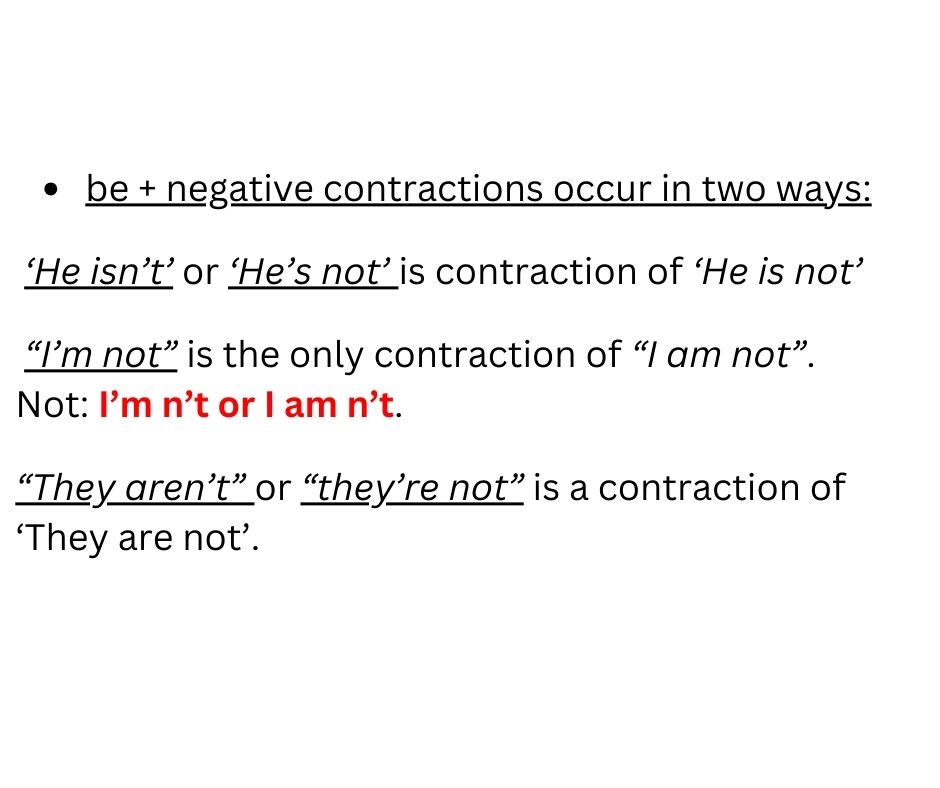 • be + negative contractions occur in two ways:
‘He isn’t’ or ‘He’s not’ is contraction of ‘He is not’
“I’m not” is the only contraction of “I am not”.
Not: I’m n’t or I am n’t.
“They aren’t” or “they’re not” is a contraction of
‘They are not’.